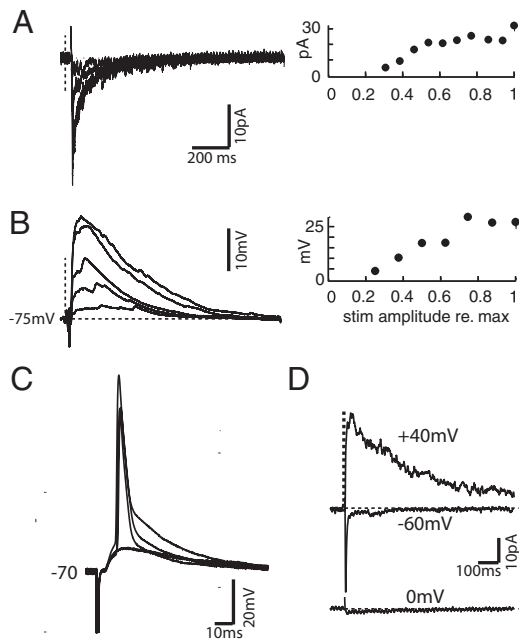 A
10pA
200 ms
pA
30
0
0
0.2
0.4
0.6
0.8
1
B
-75mV
10mV
mV
25
0
0
0.2
0.4
0.6
0.8
1
stim amplitude re. max
C
-70
10ms
20mV
D
+40mV
-60mV
10pA
100ms
0mV